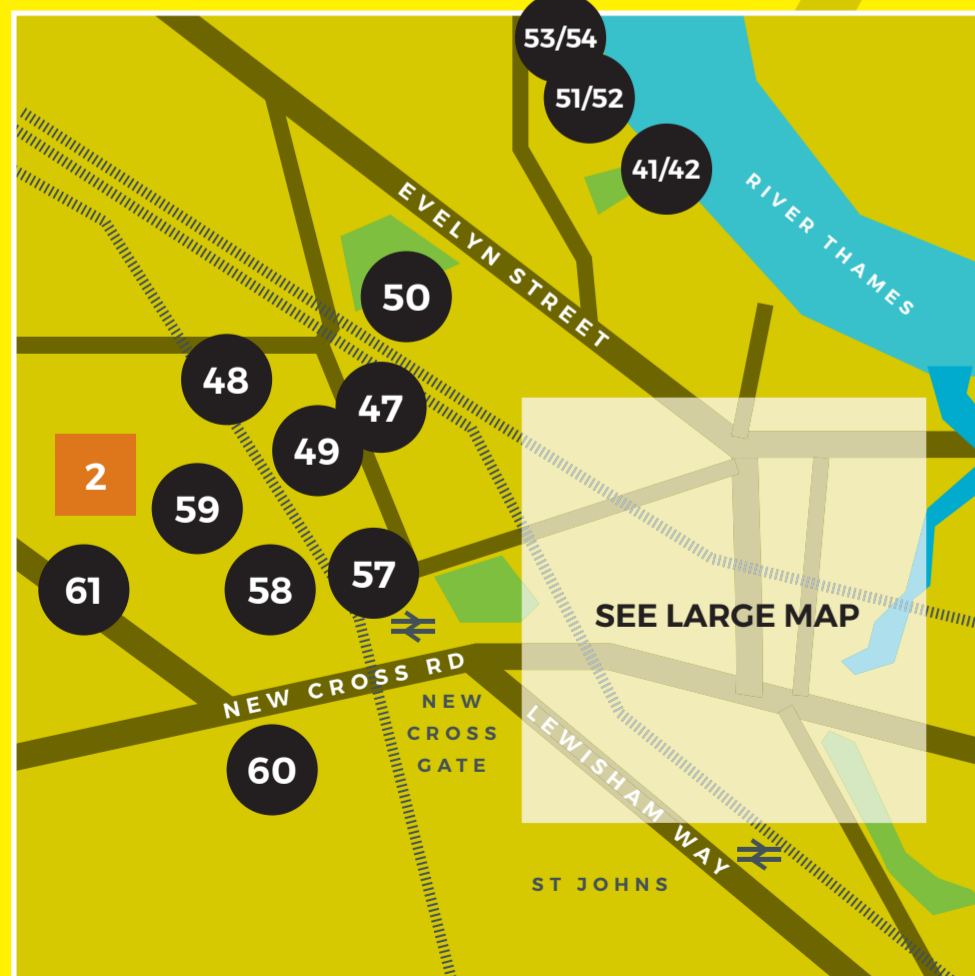 53/54
51/52
41/42
RIVER THAMES
EVELYN STREET
50
48
47
49
2
59
57
61
58
SEE LARGE MAP
NEW CROSS RD
NEW
CROSS
GATE
LEWISHAM WAY
60
ST JOHNS